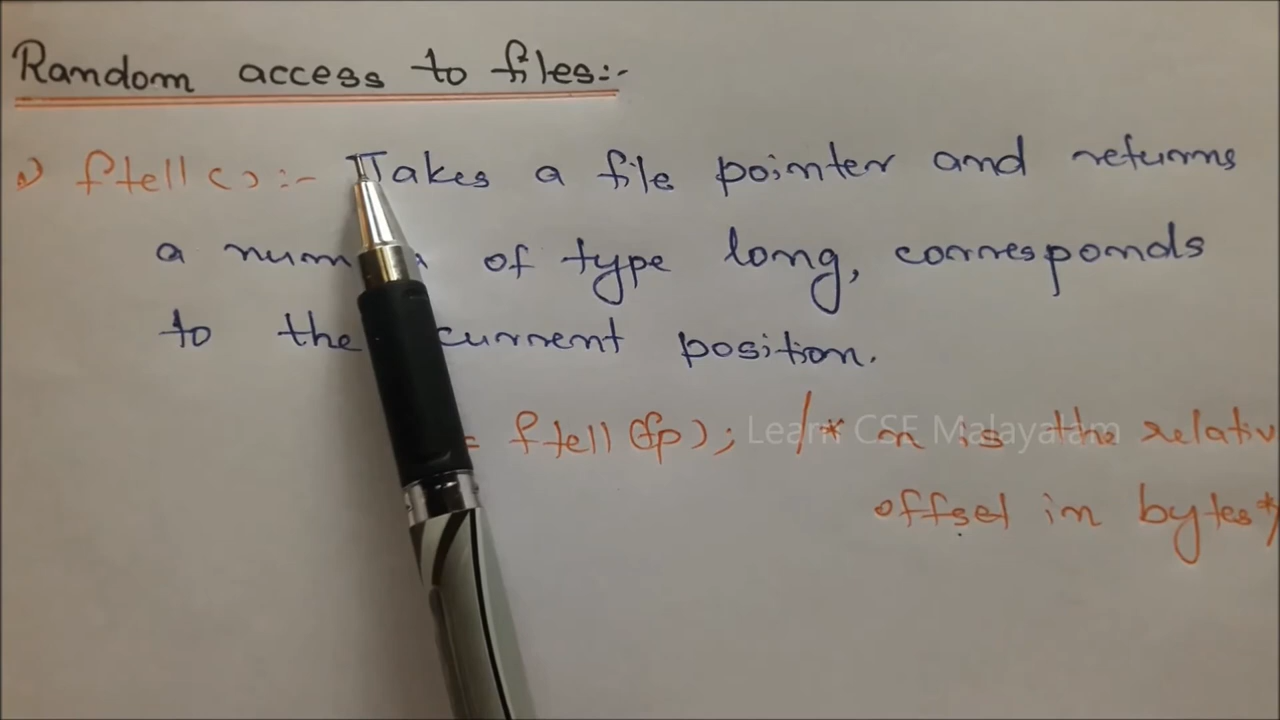 Random access to files:-
1) ftell():- Takes a file pointer and returns
a of type long, corresponds
to the current position.
= ftell(fp); /* n is the relativ
offset in bytes*/
Learn CSE Malayalam